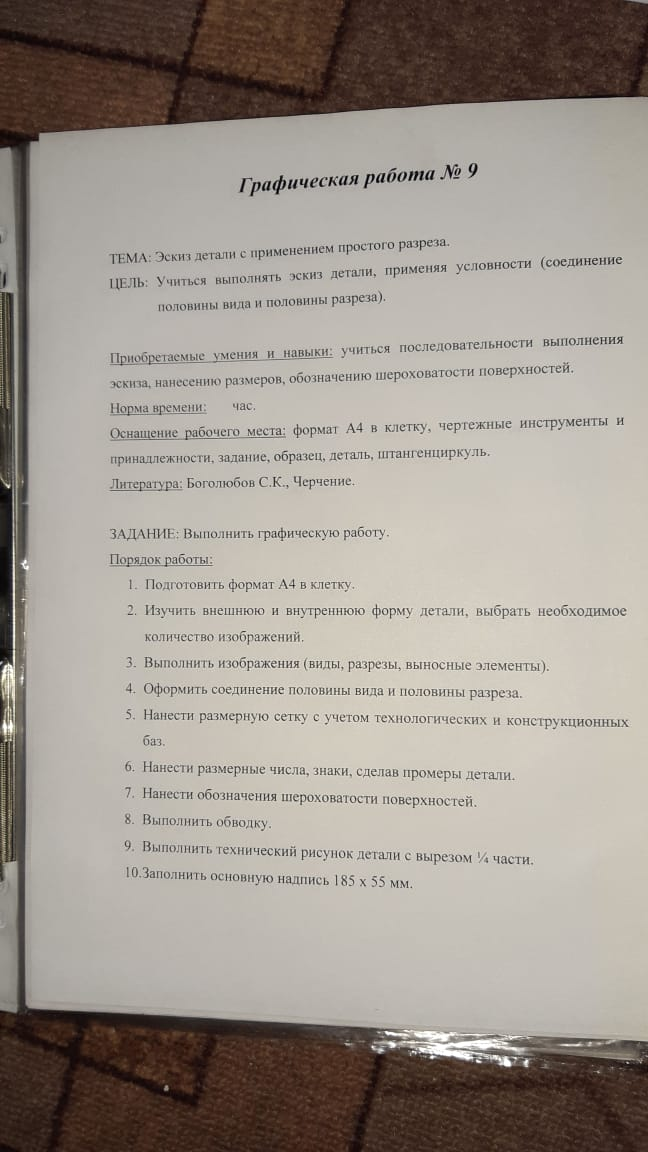 Графическая работа № 9
ТЕМА: Эскиз детали с применением простого разреза.
ЦЕЛЬ: Учиться выполнять эскиз детали, применяя условности (соединение
половины вида и половины разреза).
Приобретаемые умения и навыки: учиться последовательности выполнения
эскиза, нанесению размеров, обозначению шероховатости поверхностей.
Норма времени: час.
Оснащение рабочего места: формат А4 в клетку, чертежные инструменты и
принадлежности, задание, образец, деталь, штангенциркуль.
Литература: Боголюбов С.К., Черчение.
ЗАДАНИЕ: Выполнить графическую работу.
Порядок работы:
1. Подготовить формат А4 в клетку.
2. Изучить внешнюю и внутреннюю форму детали, выбрать необходимое
количество изображений.
3. Выполнить изображения (виды, разрезы, выносные элементы).
4. Оформить соединение половины вида и половины разреза.
5. Нанести размерную сетку с учетом технологических и конструкционных
баз.
6. Нанести размерные числа, знаки, сделав промеры детали.
7. Нанести обозначения шероховатости поверхностей.
8. Выполнить обводку.
9. Выполнить технический рисунок детали с вырезом ¼ части.
10.Заполнить основную надпись 185 х 55 мм.